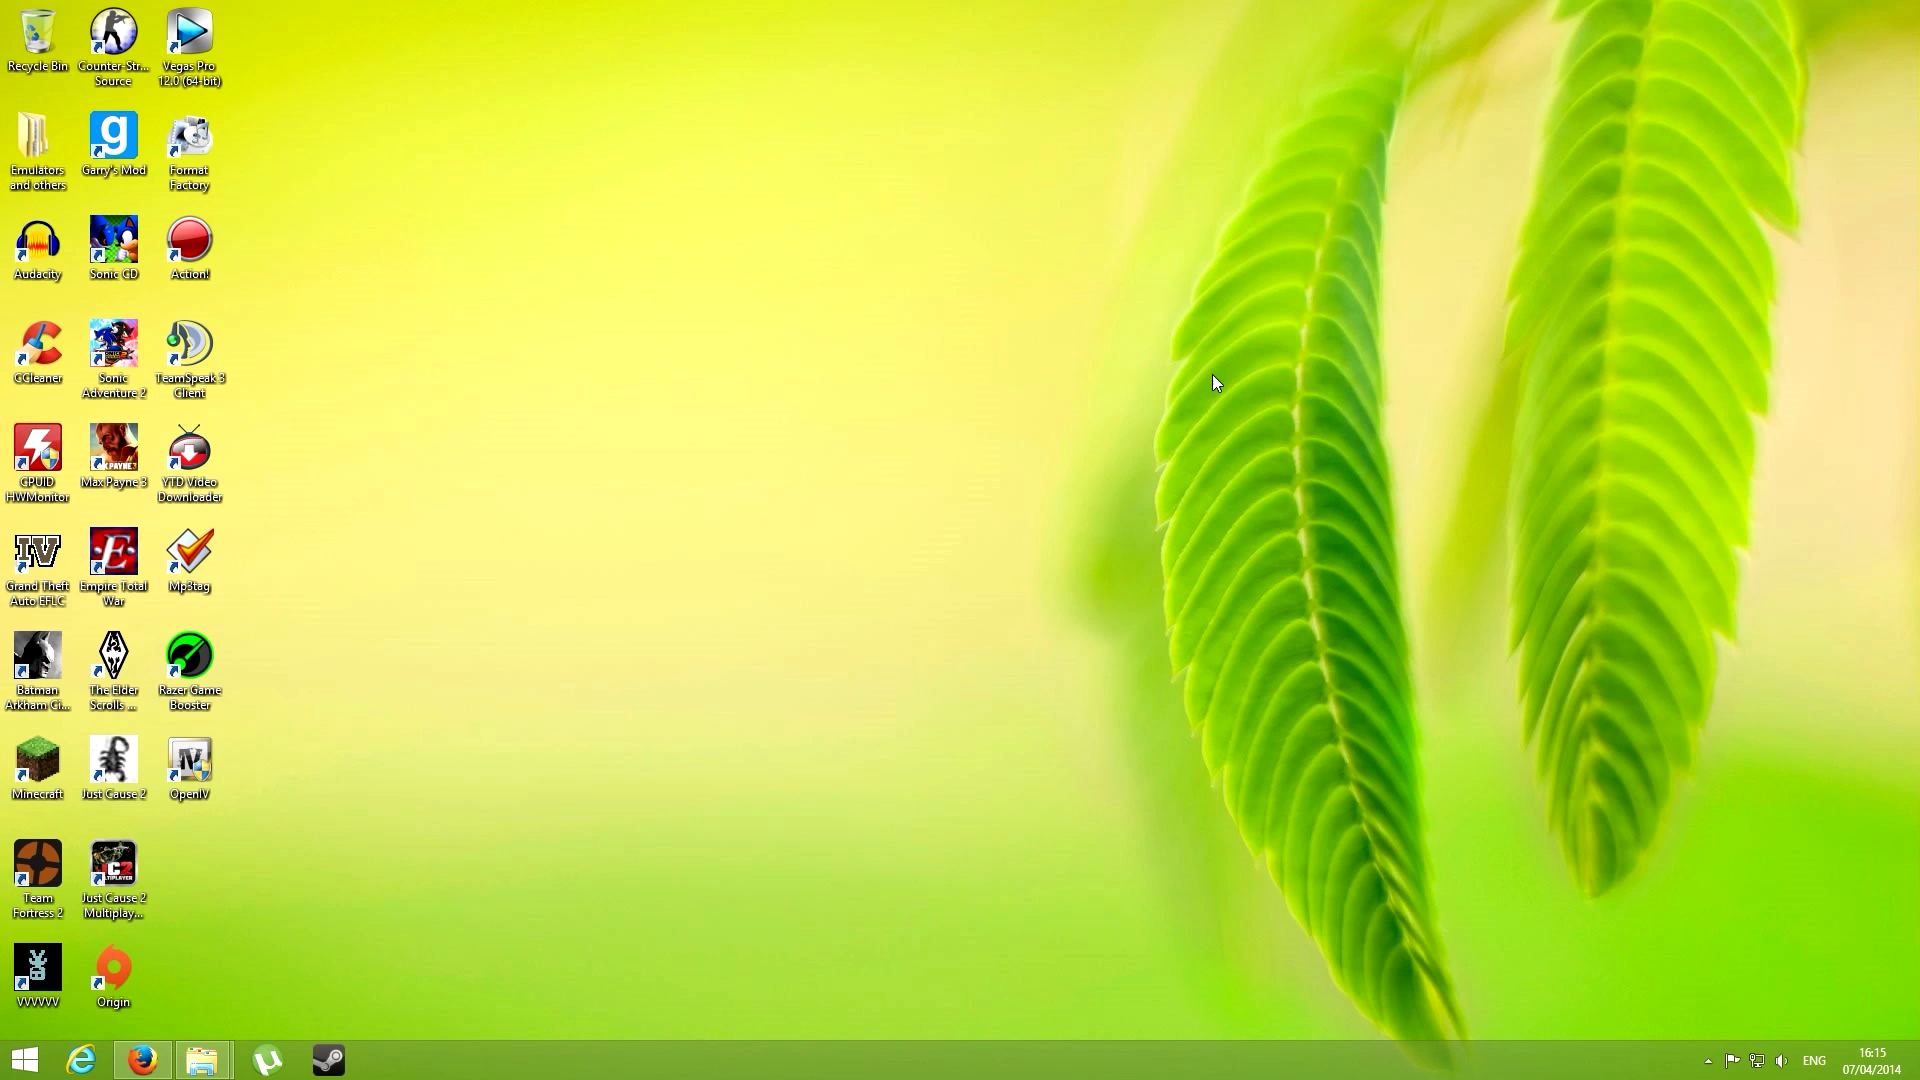 Recycle Bin
Counter-Str...
Source
Vegas Pro
12.0 (64-bit)
Emulators
and others
g
Garry's Mod
Format
Factory
Audacity
Sonic CD
Action!
CCleaner
Sonic
Adventure 2
TeamSpeak 3
Client
CPUID
HWMonitor
Max Payne 3
YTD Video
Downloader
IV
Grand Theft
Auto EFLC
E
Empire Total
War
Mp3tag
Batman
Arkham Ci...
The Elder
Scrolls ...
Razer Game
Booster
Minecraft
Just Cause 2
IV
OpenIV
Team
Fortress 2
Just Cause 2
Multiplay...
VVVVVV
Origin
ENG
16:15
07/04/2014